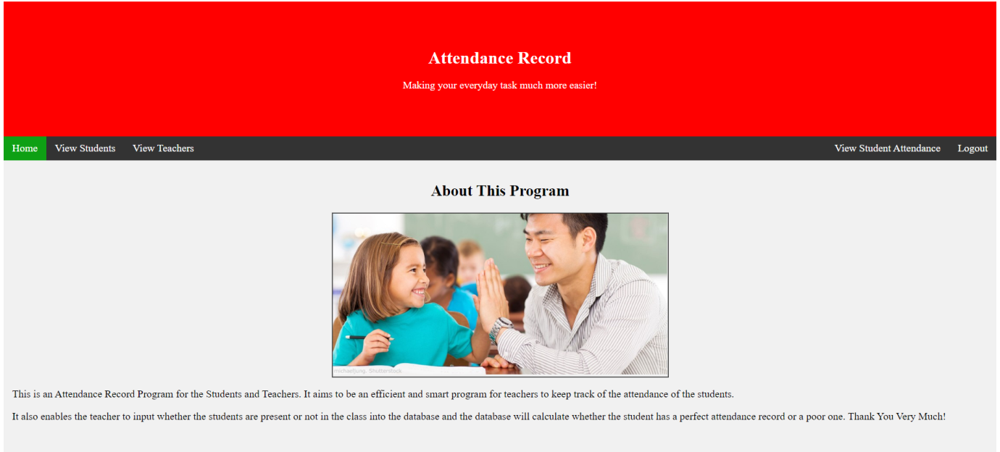 Attendance Record
Making your everyday task much more easier!
Home View Students View Teachers View Student Attendance Logout
About This Program
michaeljung, Shutterstock
This is an Attendance Record Program for the Students and Teachers. It aims to be an efficient and smart program for teachers to keep track of the attendance of the students.
It also enables the teacher to input whether the students are present or not in the class into the database and the database will calculate whether the student has a perfect attendance record or a poor one. Thank You Very Much!